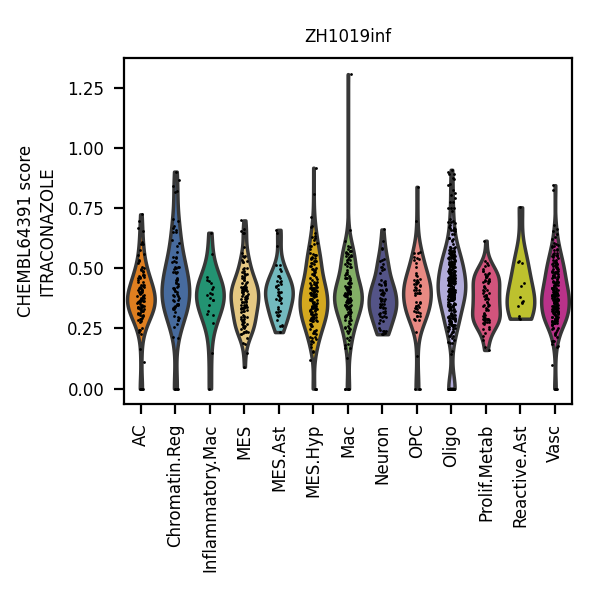 ZH1019inf
CHEMBL64391 score
ITRACONAZOLE
1.25
1.00
0.75
0.50
0.25
0.00
AC
Chromatin.Reg
Inflammatory.Mac
MES
MES.Ast
MES.Hyp
Mac
Neuron
OPC
Oligo
Prolif.Metab
Reactive.Ast
Vasc